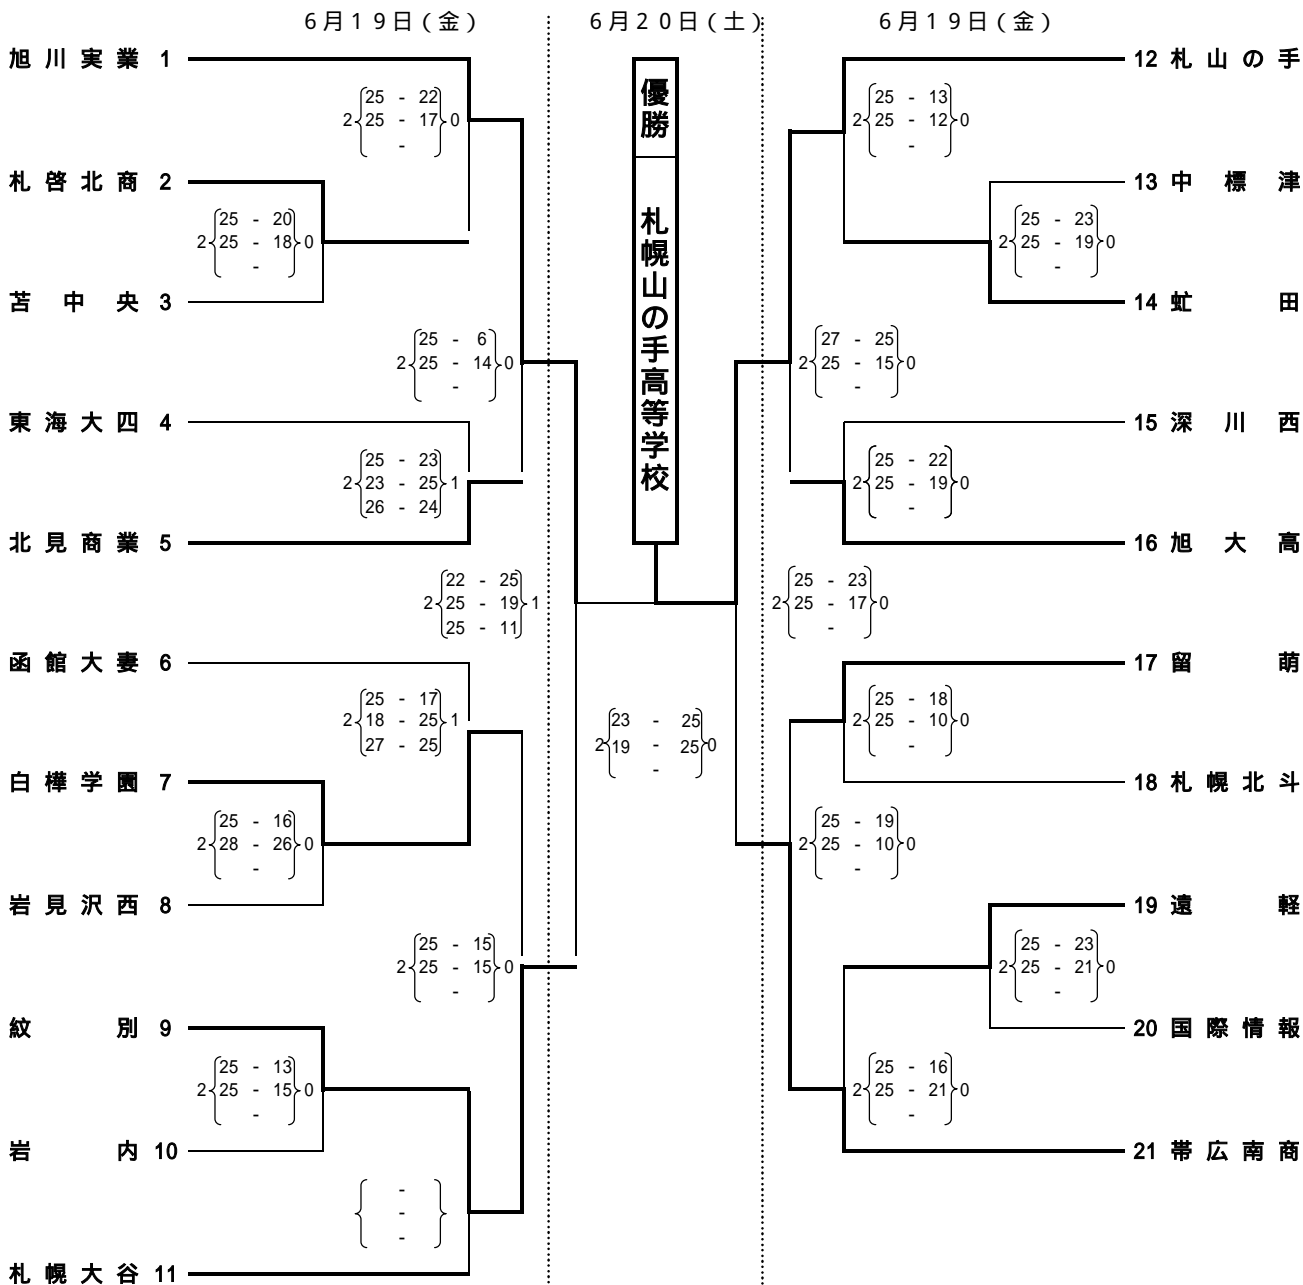 6月19日(金)
6月20日(土)
6月19日(金)
優勝
札幌山の手高等学校
旭川実業 1
2 25 - 22 0
25 - 17
-
札啓北商 2
2 25 - 20 0
25 - 18
-
苫中央 3
2 25 - 6 0
25 - 14
-
東海大四 4
2 25 - 23 1
23 - 25
26 - 24
北見商業 5
2 22 - 25 1
25 - 19
25 - 11
函館大妻 6
2 25 - 17 1
18 - 25
27 - 25
白樺学園 7
2 25 - 16 0
28 - 26
-
岩見沢西 8
2 25 - 15 0
25 - 15
-
紋別 9
2 25 - 13 0
25 - 15
-
岩内 10
-
-
-
札幌大谷 11
2 23 - 25 0
19 - 25
-
12 札山の手
2 25 - 13 0
25 - 12
-
13 中標津
2 25 - 23 0
25 - 19
-
14 虻田
2 27 - 25 0
25 - 15
-
15 深川西
2 25 - 22 0
25 - 19
-
16 旭大高
2 25 - 23 0
25 - 17
-
17 留萌
2 25 - 18 0
25 - 10
-
18 札幌北斗
2 25 - 19 0
25 - 10
-
19 遠軽
2 25 - 23 0
25 - 21
-
20 国際情報
2 25 - 16 0
25 - 21
-
21 帯広南商